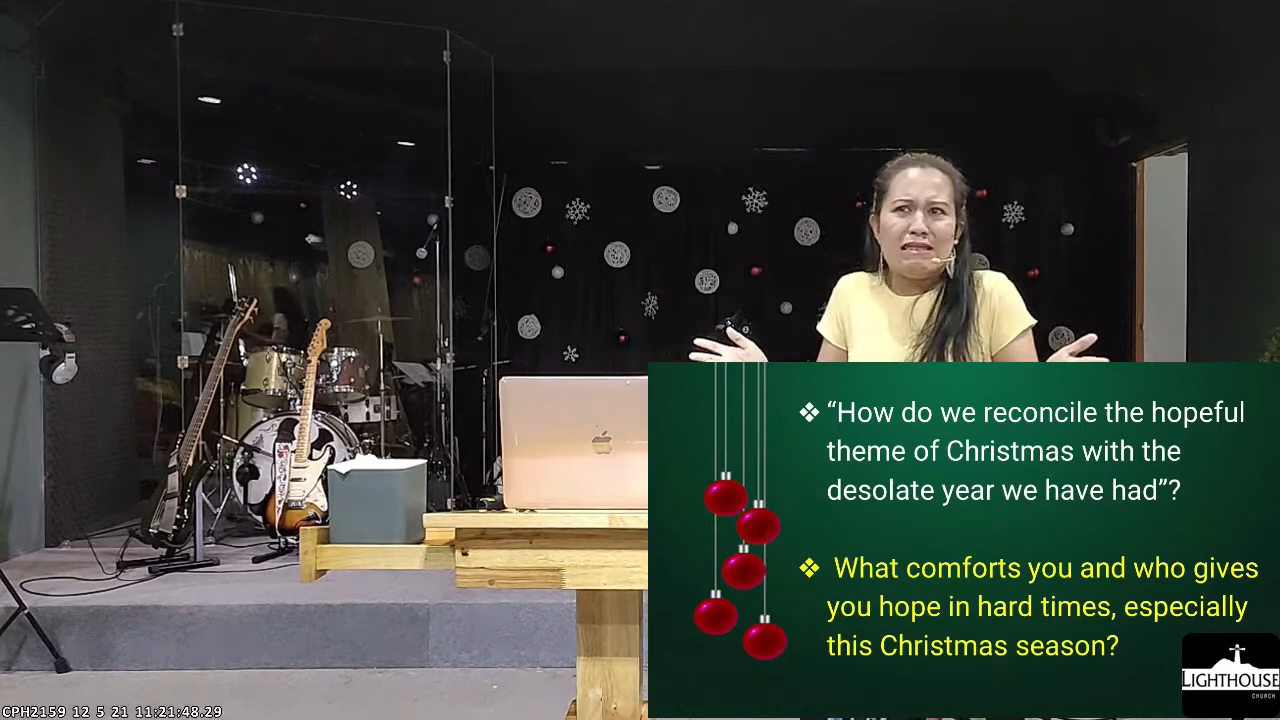 ❖ “How do we reconcile the hopeful
theme of Christmas with the
desolate year we have had”?
❖ What comforts you and who gives
you hope in hard times, especially
this Christmas season?
LIGHTHOUSE
CHURCH
CPH2159 12 5 21 11:21:48.29